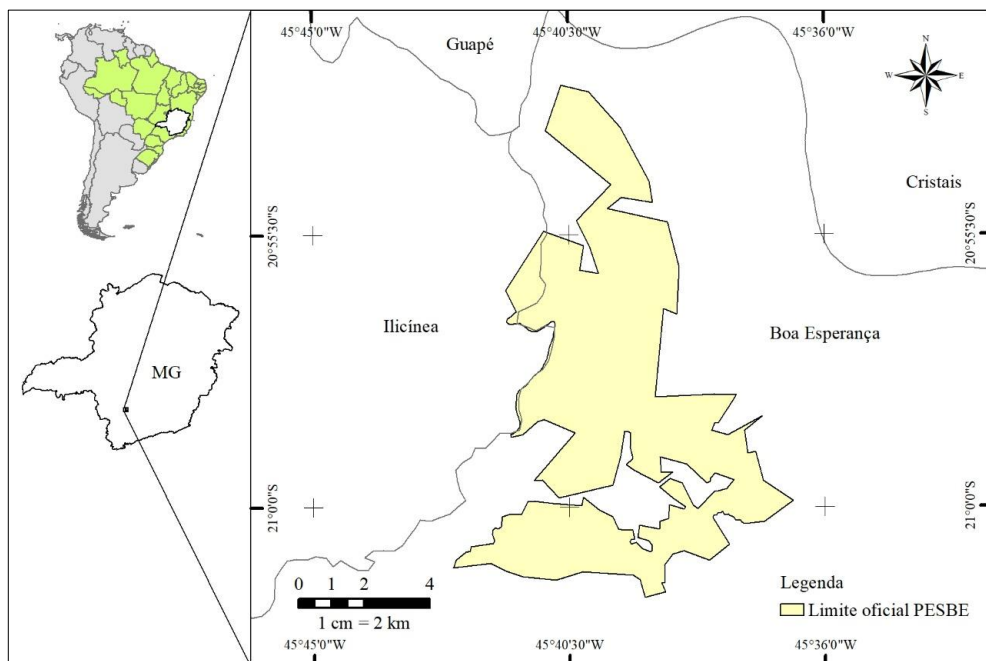 45°45'0"W
45°40'30"W
45°36'0"W
Guapé
N
W
E
S
Cristais
20°55'30"S
20°55'30"S
Ilicínea
Boa Esperança
MG
21°0'0"S
21°0'0"S
0 1 2 4
1 cm = 2 km
Legenda
Limite oficial PESBE
45°45'0"W
45°40'30"W
45°36'0"W